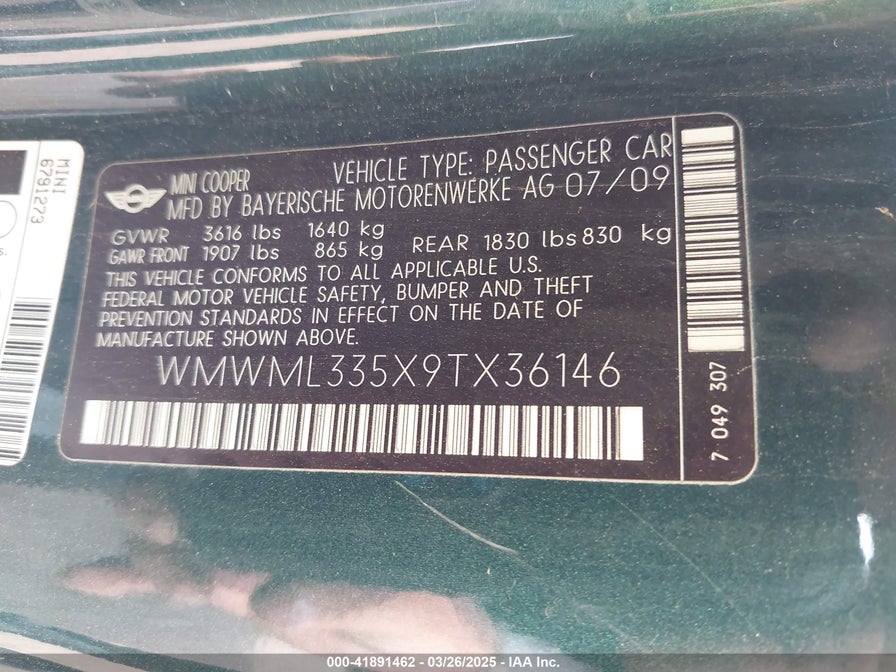 MINI
6791273
s.
MINI COOPER VEHICLE TYPE: PASSENGER CAR
MFD BY BAYERISCHE MOTORENWERKE AG 07/09
GVWR 3616 lbs 1640 kg
GAWR FRONT 1907 lbs 865 kg REAR 1830 lbs 830 kg
THIS VEHICLE CONFORMS TO ALL APPLICABLE U.S.
FEDERAL MOTOR VEHICLE SAFETY, BUMPER AND THEFT
PREVENTION STANDARDS IN EFFECT ON THE DATE OF
MANUFACTURE SHOWN ABOVE.
WMWML335X9TX36146
7 049 307
000-41891462 - 03/26/2025 - IAA Inc.